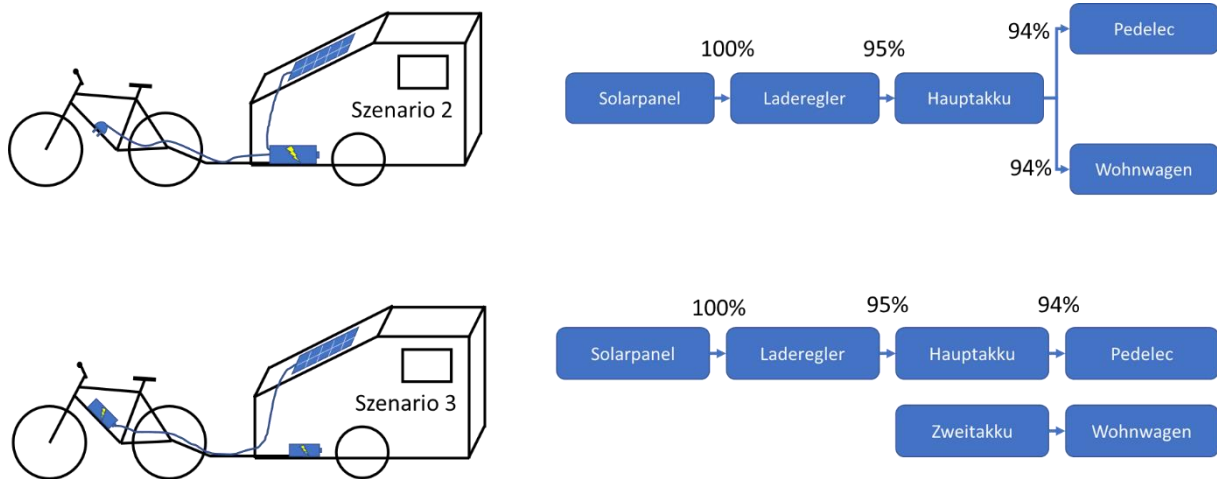 Szenario 2
100%
95%
94%
94%
Solarpanel
Laderegler
Hauptakku
Pedelec
Wohnwagen
Szenario 3
100%
95%
94%
Solarpanel
Laderegler
Hauptakku
Pedelec
Zweitakku
Wohnwagen